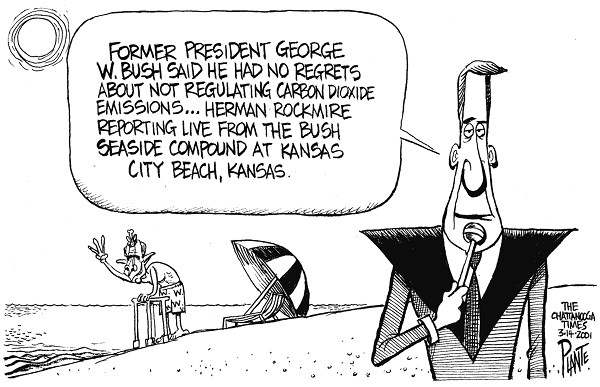 FORMER PRESIDENT GEORGE
W. BUSH SAID HE HAD NO REGRETS
ABOUT NOT REGULATING CARBON DIOXIDE
EMISSIONS... HERMAN ROCKMIRE
REPORTING LIVE FROM THE BUSH
SEASIDE COMPOUND AT KANSAS
CITY BEACH, KANSAS.
W W
W
THE
CHATTANOOGA
TIMES
3-14-2001
PLANTE